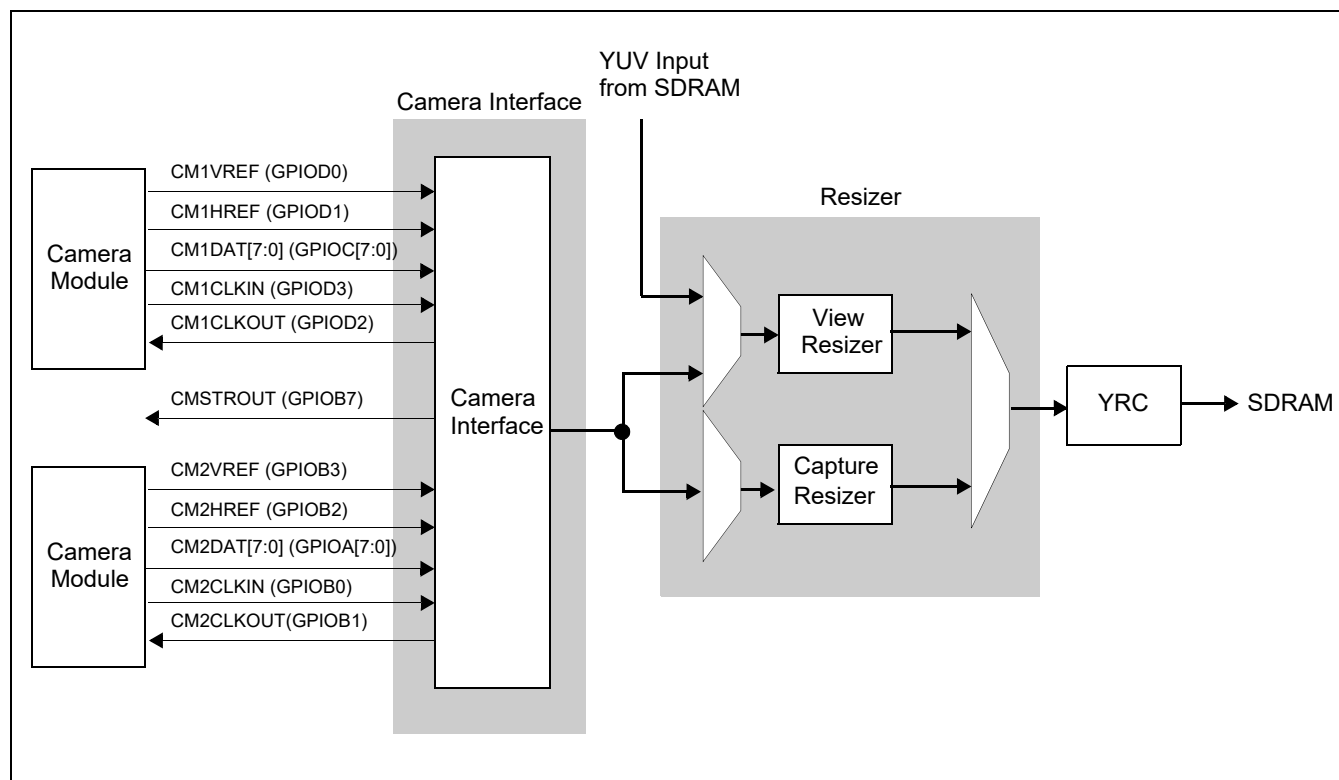 YUV Input
from SDRAM
Camera Interface
CM1VREF (GPIOD0)
CM1HREF (GPIOD1)
CM1DAT[7:0] (GPIOC[7:0])
CM1CLKIN (GPIOD3)
CM1CLKOUT (GPIOD2)
Camera
Module
CMSTROUT (GPIOB7)
CM2VREF (GPIOB3)
CM2HREF (GPIOB2)
CM2DAT[7:0] (GPIOA[7:0])
CM2CLKIN (GPIOB0)
CM2CLKOUT(GPIOB1)
Camera
Module
Camera
Interface
Resizer
View
Resizer
Capture
Resizer
YRC
SDRAM